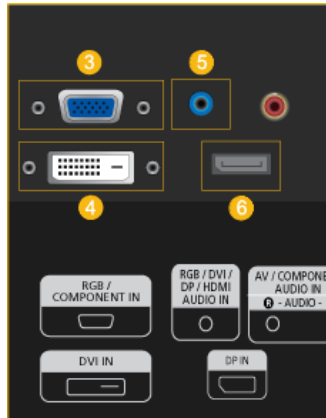 3
5
4
6
RGB /
COMPONENT IN
RGB / DVI /
DP / HDMI
AUDIO IN
AV / COMPONE
AUDIO IN
R - AUDIO -
DVI IN
DP IN